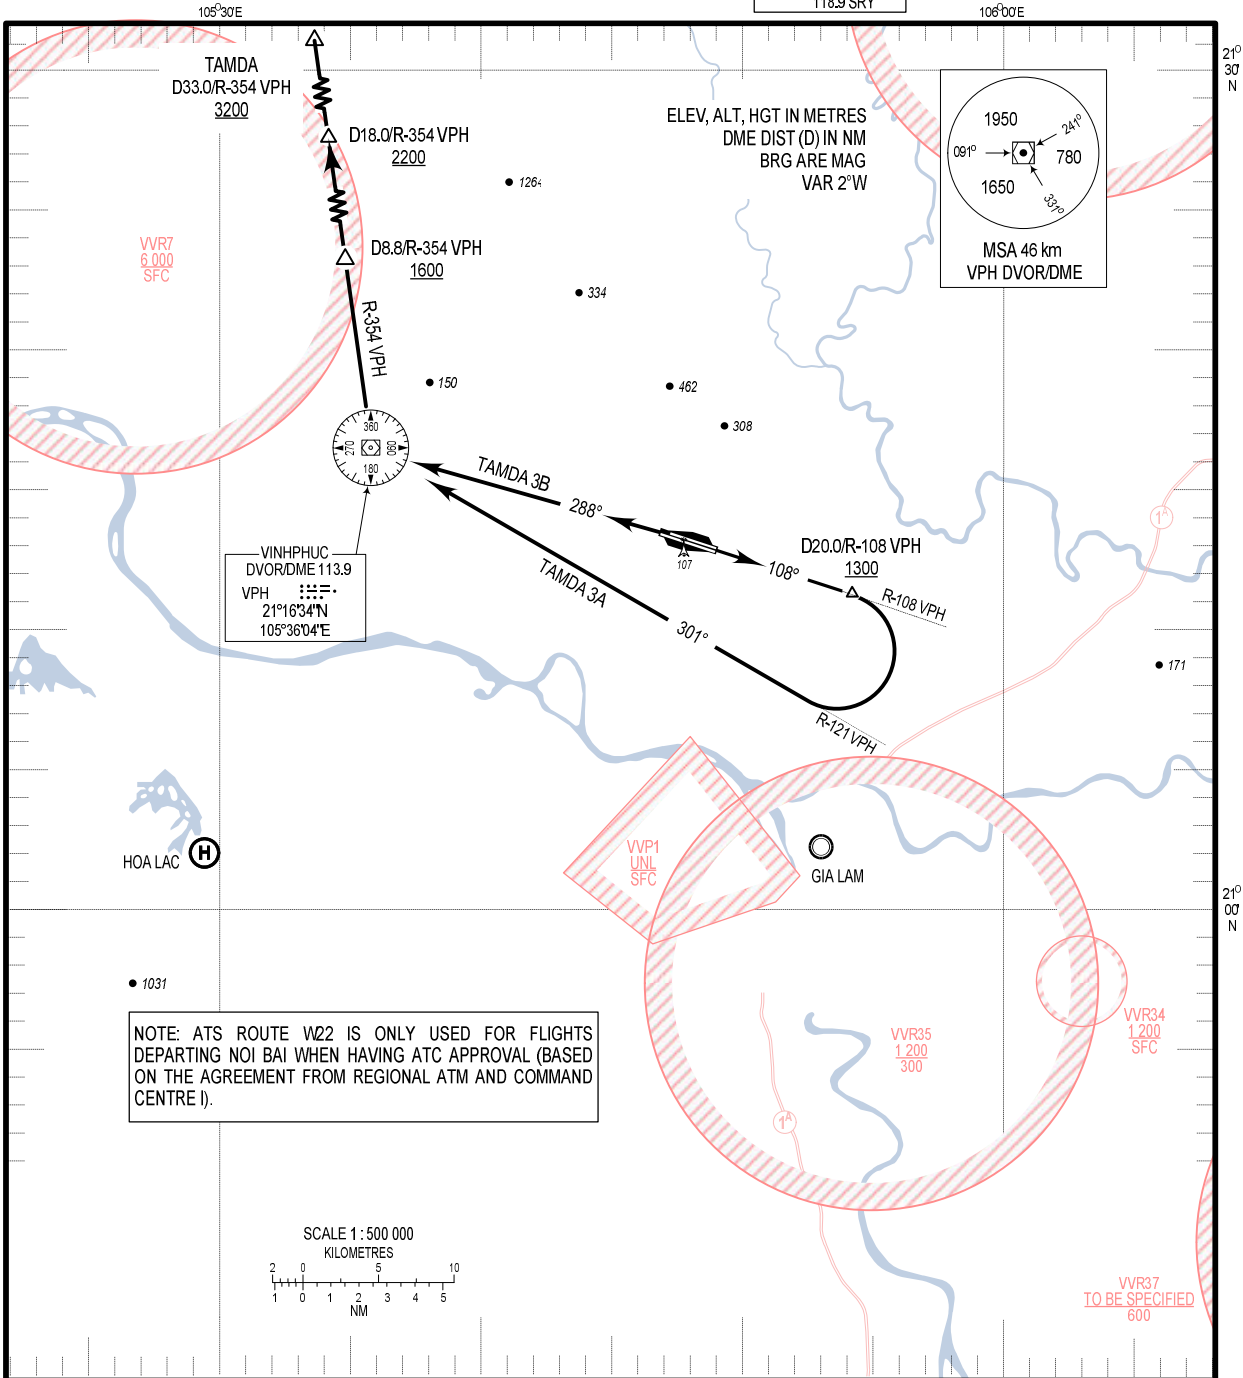 118.9 SRY
105°30'E
106°00'E
21°
30'
N
TAMDA
D33.0/R-354 VPH
3200
D18.0/R-354 VPH
2200
D8.8/R-354 VPH
1600
R-354 VPH
ELEV, ALT, HGT IN METRES
DME DIST (D) IN NM
BRG ARE MAG
VAR 2°W
1950
241°
091°
780
1650
331°
MSA 46 km
VPH DVOR/DME
VVR7
6 000
SFC
1264
334
150
462
308
360
270
090
180
TAMDA 3B
288°
107
108°
D20.0/R-108 VPH
1300
R-108 VPH
TAMDA 3A
301°
R-121 VPH
1A
171
VINHPHUC
DVOR/DME 113.9
VPH
21°16'34"N
105°36'04"E
HOA LAC
H
VVP1
UNL
SFC
GIA LAM
21°
00'
N
1031
NOTE: ATS ROUTE W22 IS ONLY USED FOR FLIGHTS
DEPARTING NOI BAI WHEN HAVING ATC APPROVAL (BASED
ON THE AGREEMENT FROM REGIONAL ATM AND COMMAND
CENTRE I).
VVR35
1 200
300
VVR34
1 200
SFC
1A
SCALE 1 : 500 000
KILOMETRES
2 0 5 10
1 0 1 2 3 4 5
NM
VVR37
TO BE SPECIFIED
600